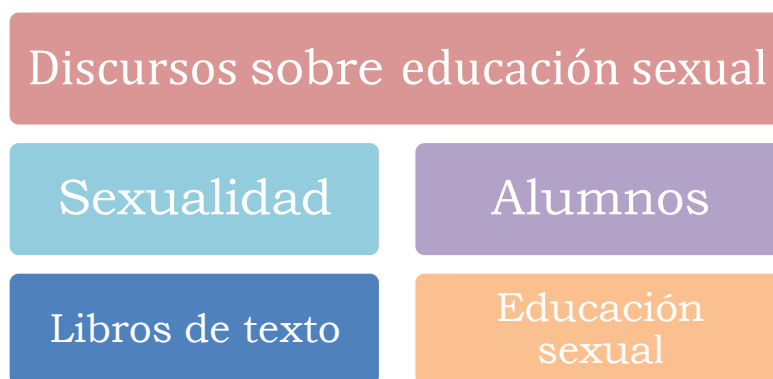 Discursos sobre educación sexual
Sexualidad
Alumnos
Libros de texto
Educación
sexual